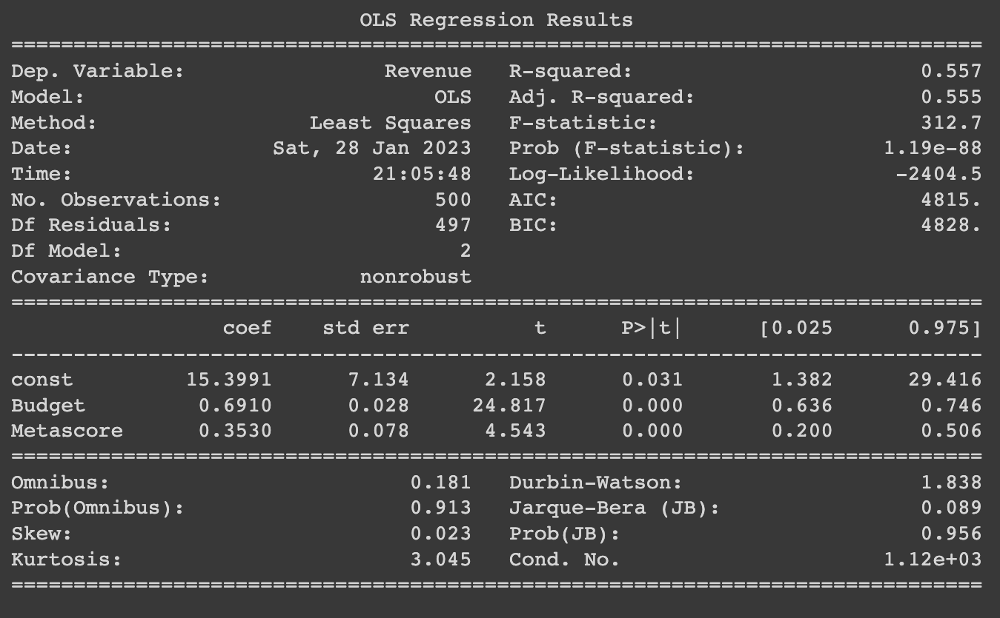 OLS Regression Results
==============================================================================
Dep. Variable:                Revenue   R-squared:                       0.557
Model:                            OLS   Adj. R-squared:                  0.555
Method:                 Least Squares   F-statistic:                     312.7
Date:                Sat, 28 Jan 2023   Prob (F-statistic):           1.19e-88
Time:                        21:05:48   Log-Likelihood:                -2404.5
No. Observations:                 500   AIC:                             4815.
Df Residuals:                     497   BIC:                             4828.
Df Model:                           2
Covariance Type:            nonrobust
==============================================================================
                 coef    std err          t      P>|t|      [0.025      0.975]
------------------------------------------------------------------------------
const         15.3991      7.134      2.158      0.031       1.382      29.416
Budget         0.6910      0.028     24.817      0.000       0.636       0.746
Metascore      0.3530      0.078      4.543      0.000       0.200       0.506
==============================================================================
Omnibus:                        0.181   Durbin-Watson:                   1.838
Prob(Omnibus):                  0.913   Jarque-Bera (JB):                0.089
Skew:                           0.023   Prob(JB):                        0.956
Kurtosis:                       3.045   Cond. No.                     1.12e+03
==============================================================================